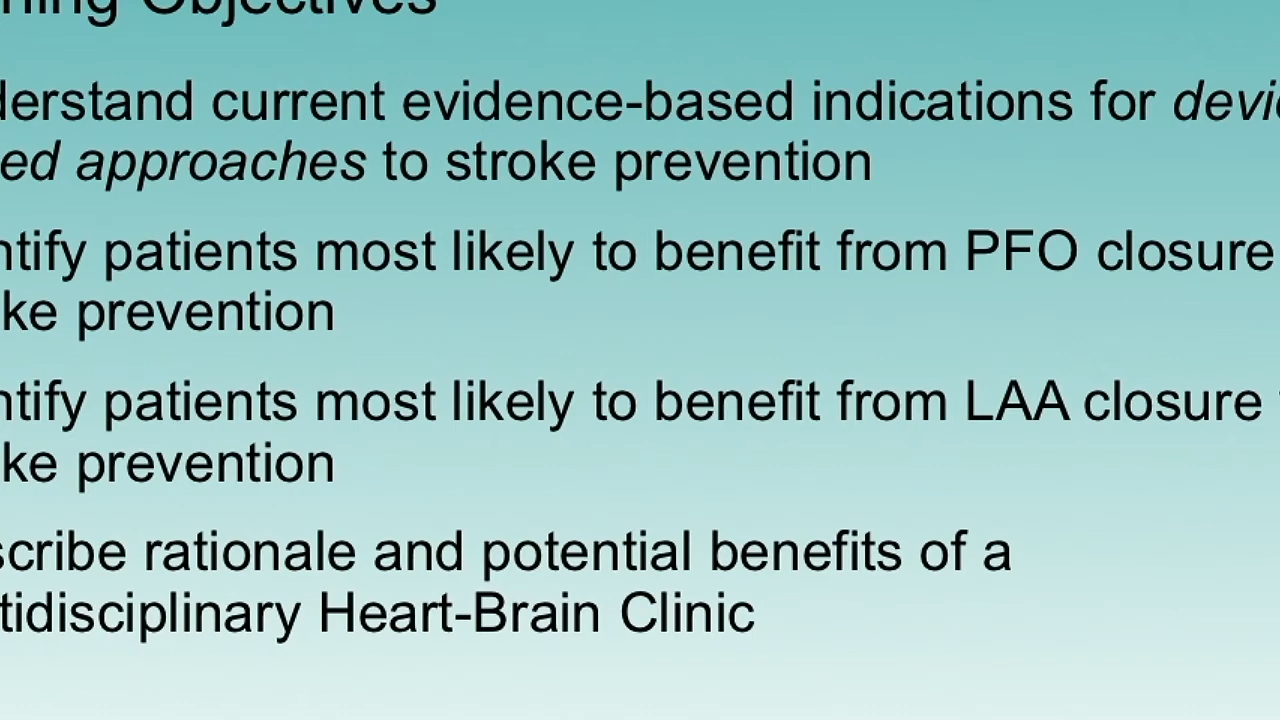 ning Objectives
derstand current evidence-based indications for devic
ed approaches to stroke prevention
ntify patients most likely to benefit from PFO closure
ke prevention
ntify patients most likely to benefit from LAA closure
ke prevention
scribe rationale and potential benefits of a
tidisciplinary Heart-Brain Clinic